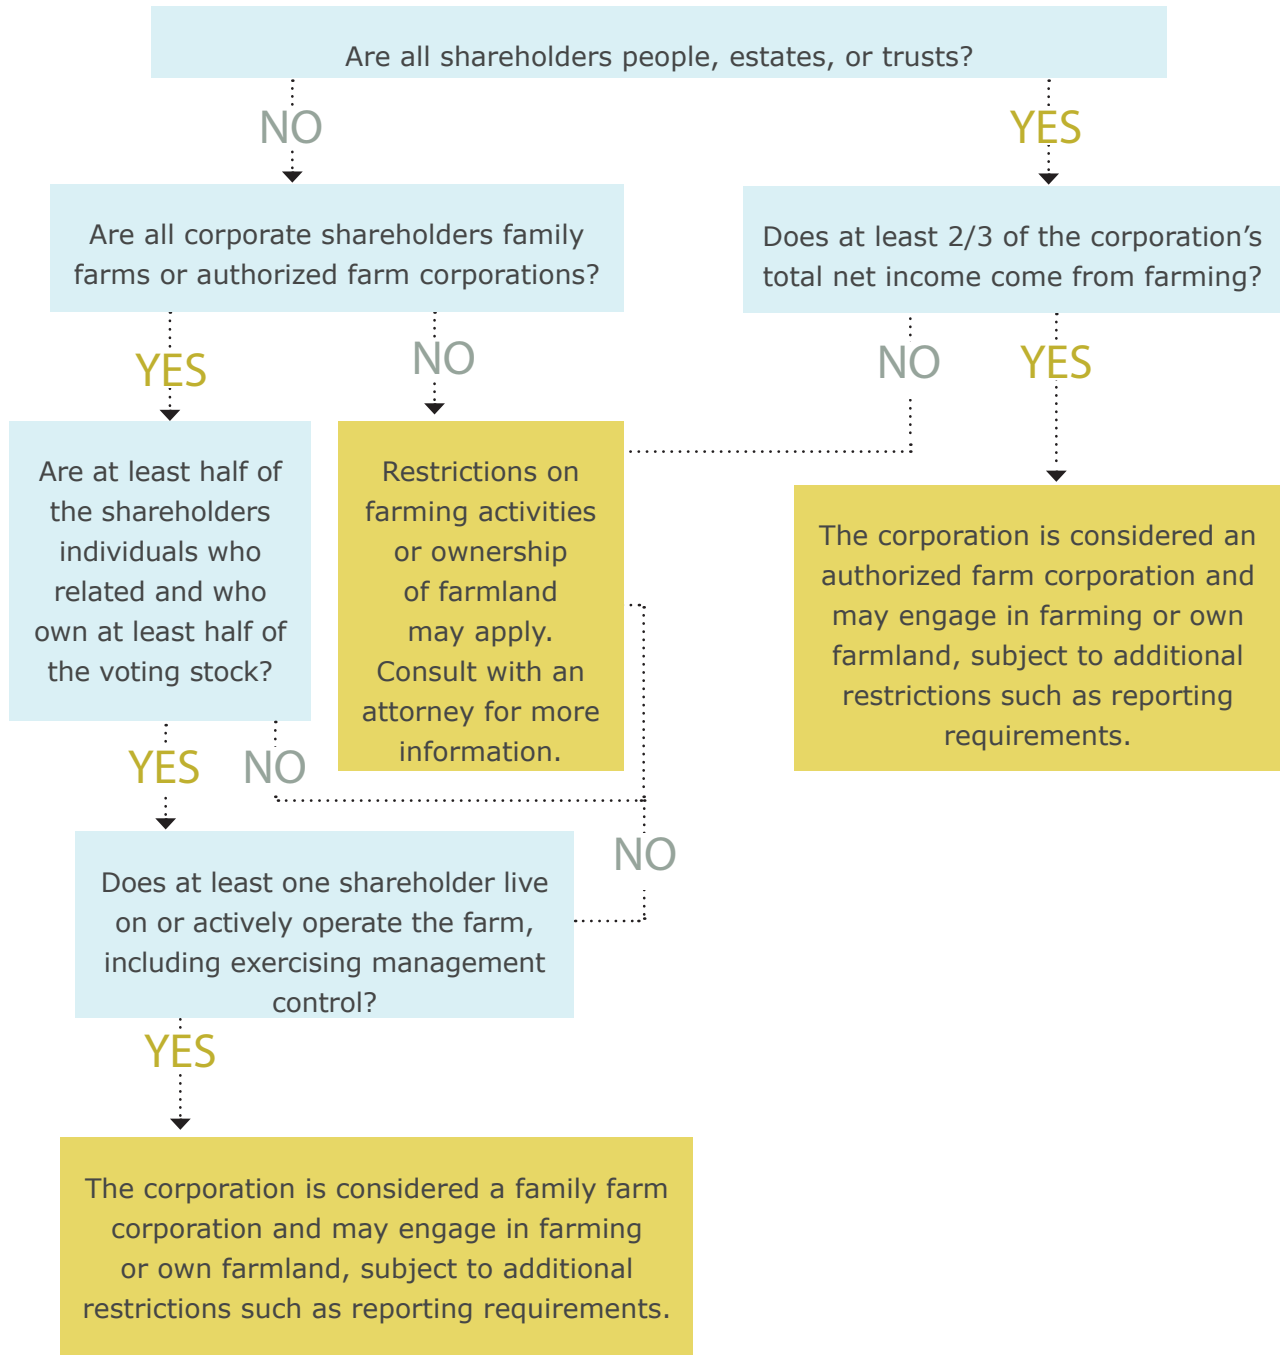 Are all shareholders people, estates, or trusts?
NO
YES
Are all corporate shareholders family
farms or authorized farm corporations?
Does at least 2/3 of the corporation’s
total net income come from farming?
YES
NO
NO
YES
Are at least half of
the shareholders
individuals who
related and who
own at least half of
the voting stock?
Restrictions on
farming activities
or ownership
of farmland
may apply.
Consult with an
attorney for more
information.
The corporation is considered an
authorized farm corporation and
may engage in farming or own
farmland, subject to additional
restrictions such as reporting
requirements.
YES
NO
NO
Does at least one shareholder live
on or actively operate the farm,
including exercising management
control?
YES
The corporation is considered a family farm
corporation and may engage in farming
or own farmland, subject to additional
restrictions such as reporting requirements.